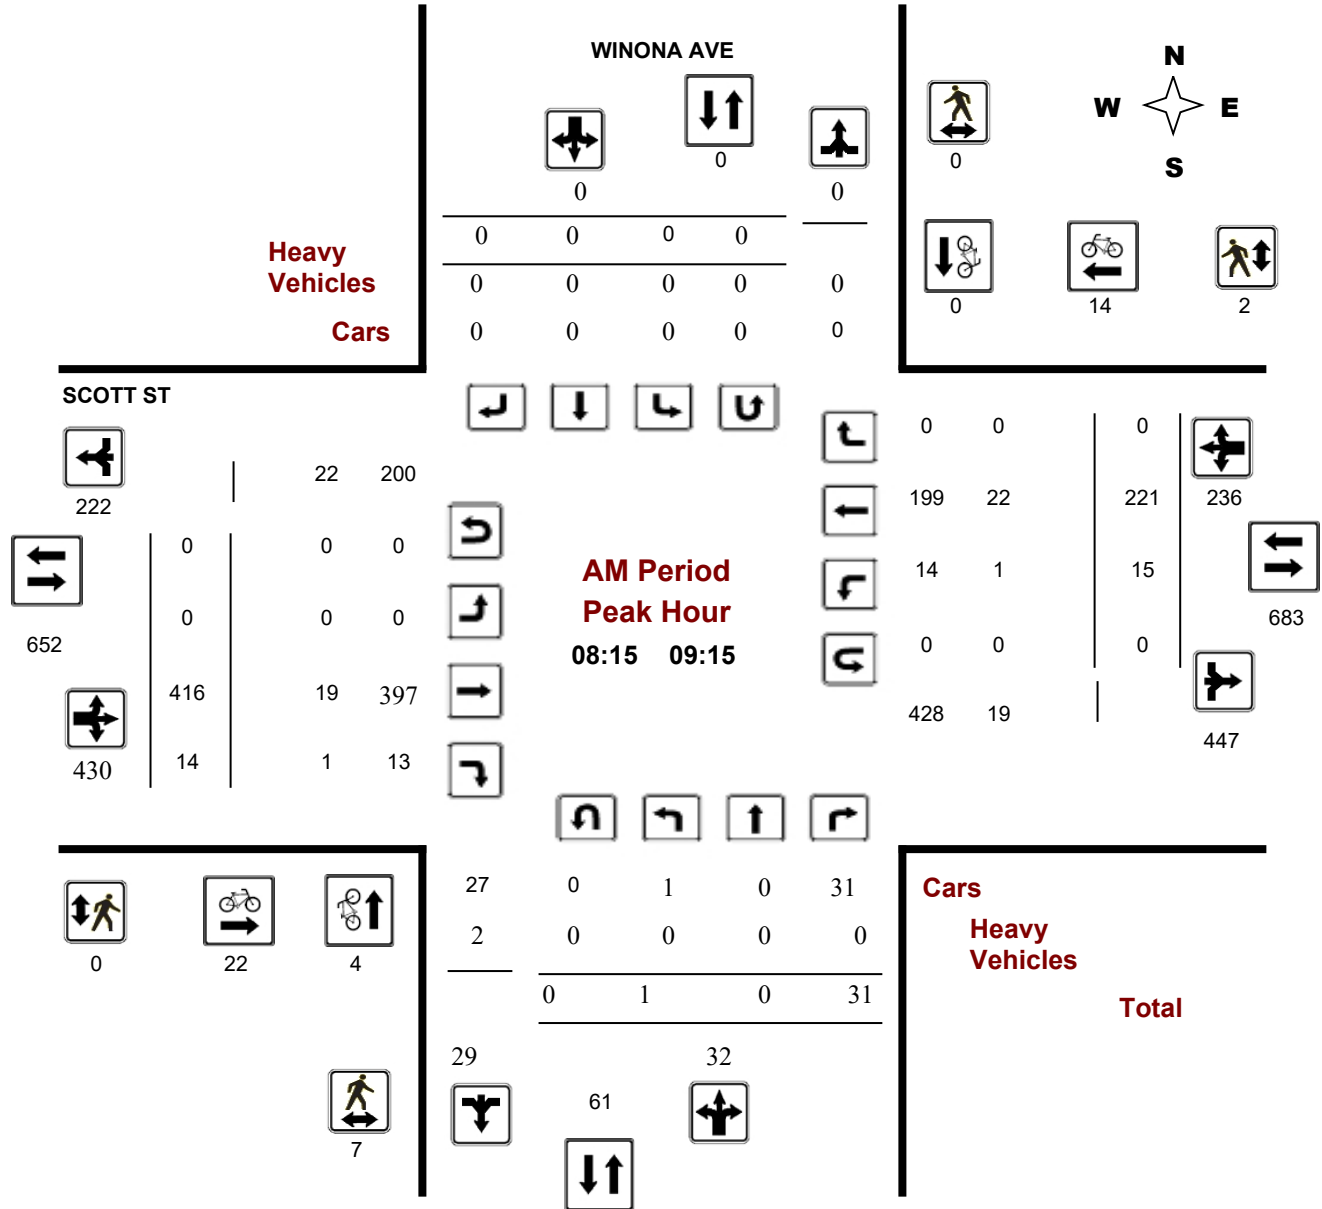 WINONA AVE
N
W E
S
0
0
0 0
0 0 0 0
Heavy
Vehicles
0 0 0 0 0
0 14 2
Cars
0 0 0 0 0
SCOTT ST
0 0 0
22 200
222
199 22 221 236
0 0 0
AM Period
14 1 15
Peak Hour
0 0 0
683
652
08:15 09:15
0 0 0
416 19 397
428 19
447
430 14 1 13
27 0 1 0 31
Cars
2 0 0 0 0
Heavy
Vehicles
0 22 4
0 1 0 31
Total
29 32
61
7